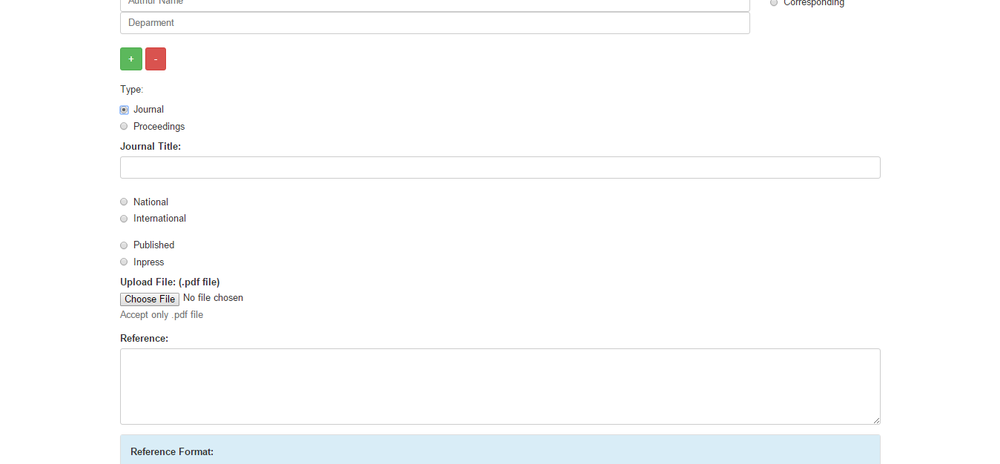 Authur Name
Corresponding
Deparment
+ -
Type:
Journal
Proceedings
Journal Title:
National
International
Published
Inpress
Upload File: (.pdf file)
Choose File No file chosen
Accept only .pdf file
Reference:
Reference Format: